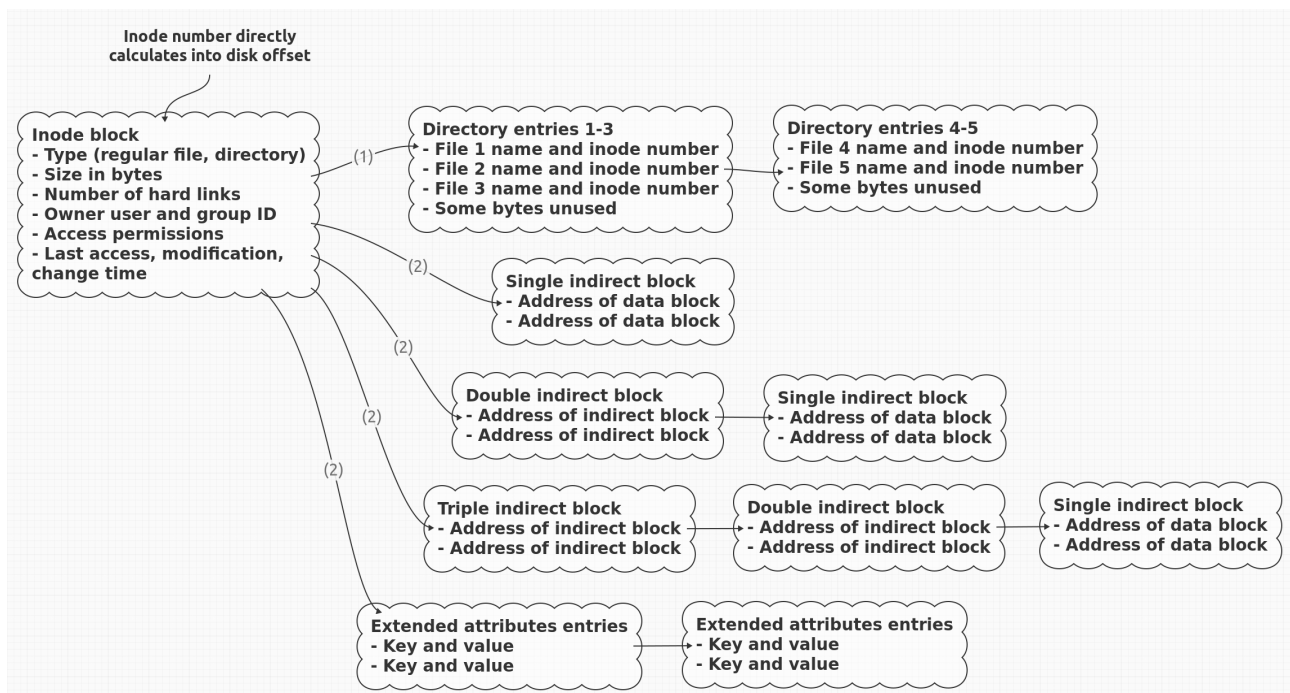 Inode number directly
calculates into disk offset
Inode block
- Type (regular file, directory)
- Size in bytes
- Number of hard links
- Owner user and group ID
- Access permissions
- Last access, modification,
change time
(1)
Directory entries 1-3
- File 1 name and inode number
- File 2 name and inode number
- File 3 name and inode number
- Some bytes unused
Directory entries 4-5
- File 4 name and inode number
- File 5 name and inode number
- Some bytes unused
(2)
Single indirect block
- Address of data block
- Address of data block
(2)
Double indirect block
- Address of indirect block
- Address of indirect block
Single indirect block
- Address of data block
- Address of data block
(2)
Triple indirect block
- Address of indirect block
- Address of indirect block
Double indirect block
- Address of indirect block
- Address of indirect block
Single indirect block
- Address of data block
- Address of data block
(2)
Extended attributes entries
- Key and value
- Key and value
Extended attributes entries
- Key and value
- Key and value